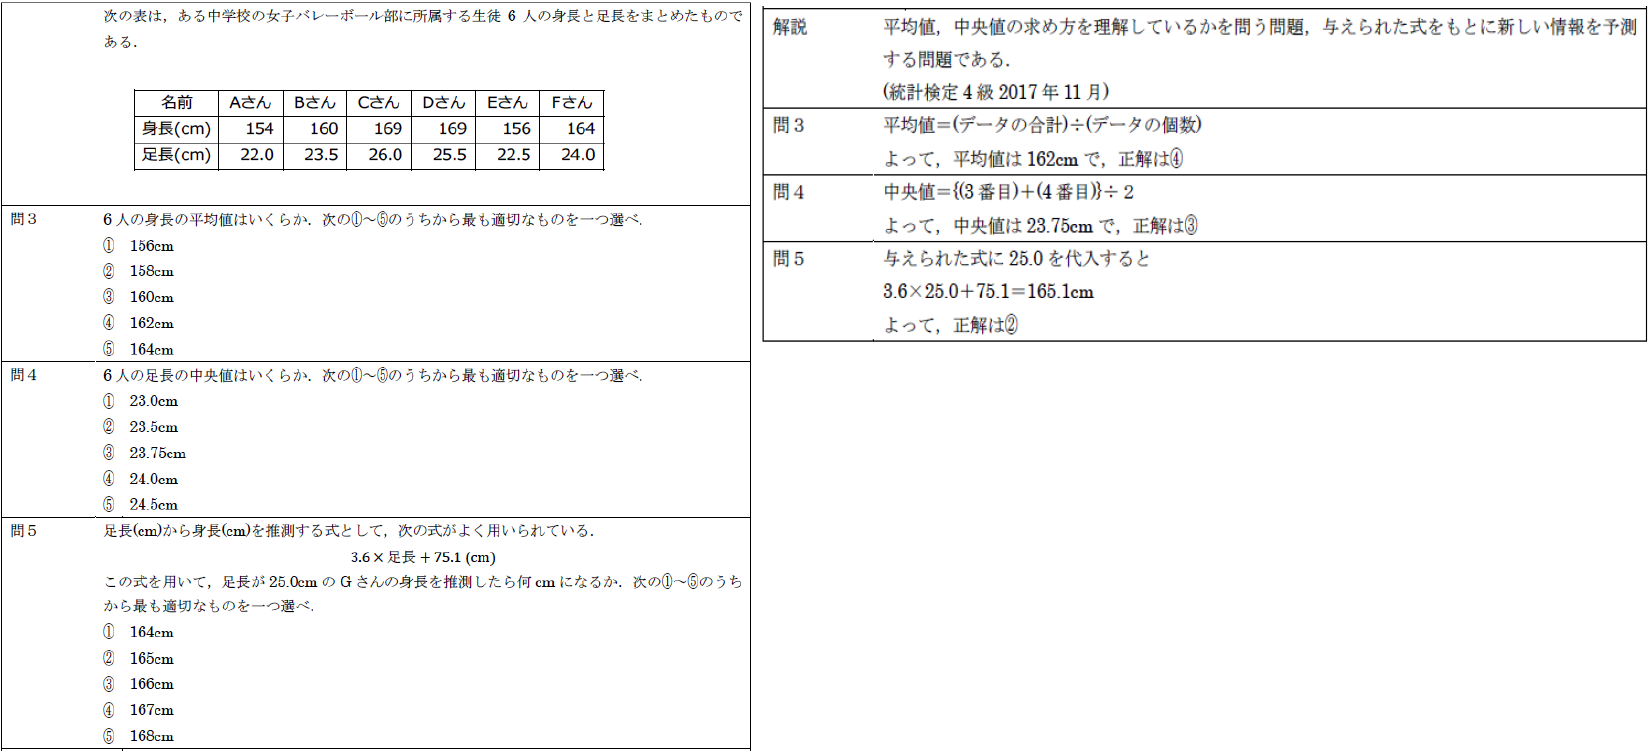 次の表は，ある中学校の女子バレーボール部に所属する生徒 6 人の身長と足長をまとめたもので
ある．
名前 Aさん Bさん Cさん Dさん Eさん Fさん
身長(cm) 154 160 169 169 156 164
足長(cm) 22.0 23.5 26.0 25.5 22.5 24.0
問３ 6 人の身長の平均値はいくらか．次の①～⑤のうちから最も適切なものを一つ選べ．
① 156cm
② 158cm
③ 160cm
④ 162cm
⑤ 164cm
問４ 6 人の足長の中央値はいくらか．次の①～⑤のうちから最も適切なものを一つ選べ．
① 23.0cm
② 23.5cm
③ 23.75cm
④ 24.0cm
⑤ 24.5cm
問５ 足長(cm)から身長(cm)を推測する式として，次の式がよく用いられている．
3.6 × 足長 + 75.1 (cm)
この式を用いて，足長が 25.0cm の G さんの身長を推測したら何 cm になるか．次の①～⑤のうち
から最も適切なものを一つ選べ．
① 164cm
② 165cm
③ 166cm
④ 167cm
⑤ 168cm
解説 平均値，中央値の求め方を理解しているかを問う問題，与えられた式をもとに新しい情報を予測
する問題である．
(統計検定 4 級 2017 年 11 月)
問３ 平均値＝(データの合計)÷(データの個数)
よって，平均値は 162cm で，正解は④
問４ 中央値＝{(3 番目)＋(4 番目)}÷２
よって，中央値は 23.75cm で，正解は③
問５ 与えられた式に 25.0 を代入すると
3.6×25.0＋75.1＝165.1cm
よって，正解は②